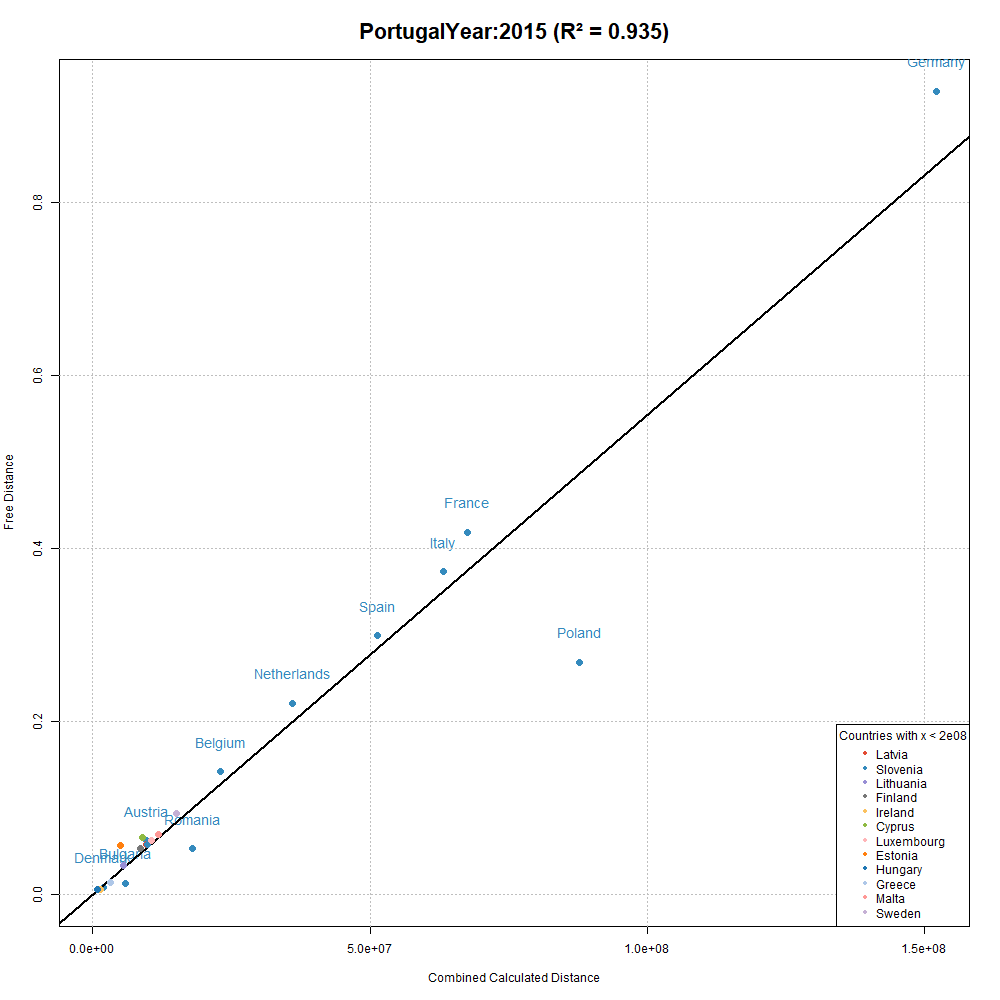 PortugalYear:2015 (R² = 0.935)
Germany
0.8
0.6
France
Free Distance
0.4
Italy
Spain
Poland
Netherlands
0.2
Belgium
Countries with x < 2e08
Latvia
Slovenia
Lithuania
Finland
Ireland
Cyprus
Luxembourg
Estonia
Hungary
Greece
Malta
Sweden
Austria
Romania
Bulgaria
Denmark
0.0
0.0e+00 5.0e+07 1.0e+08 1.5e+08
Combined Calculated Distance